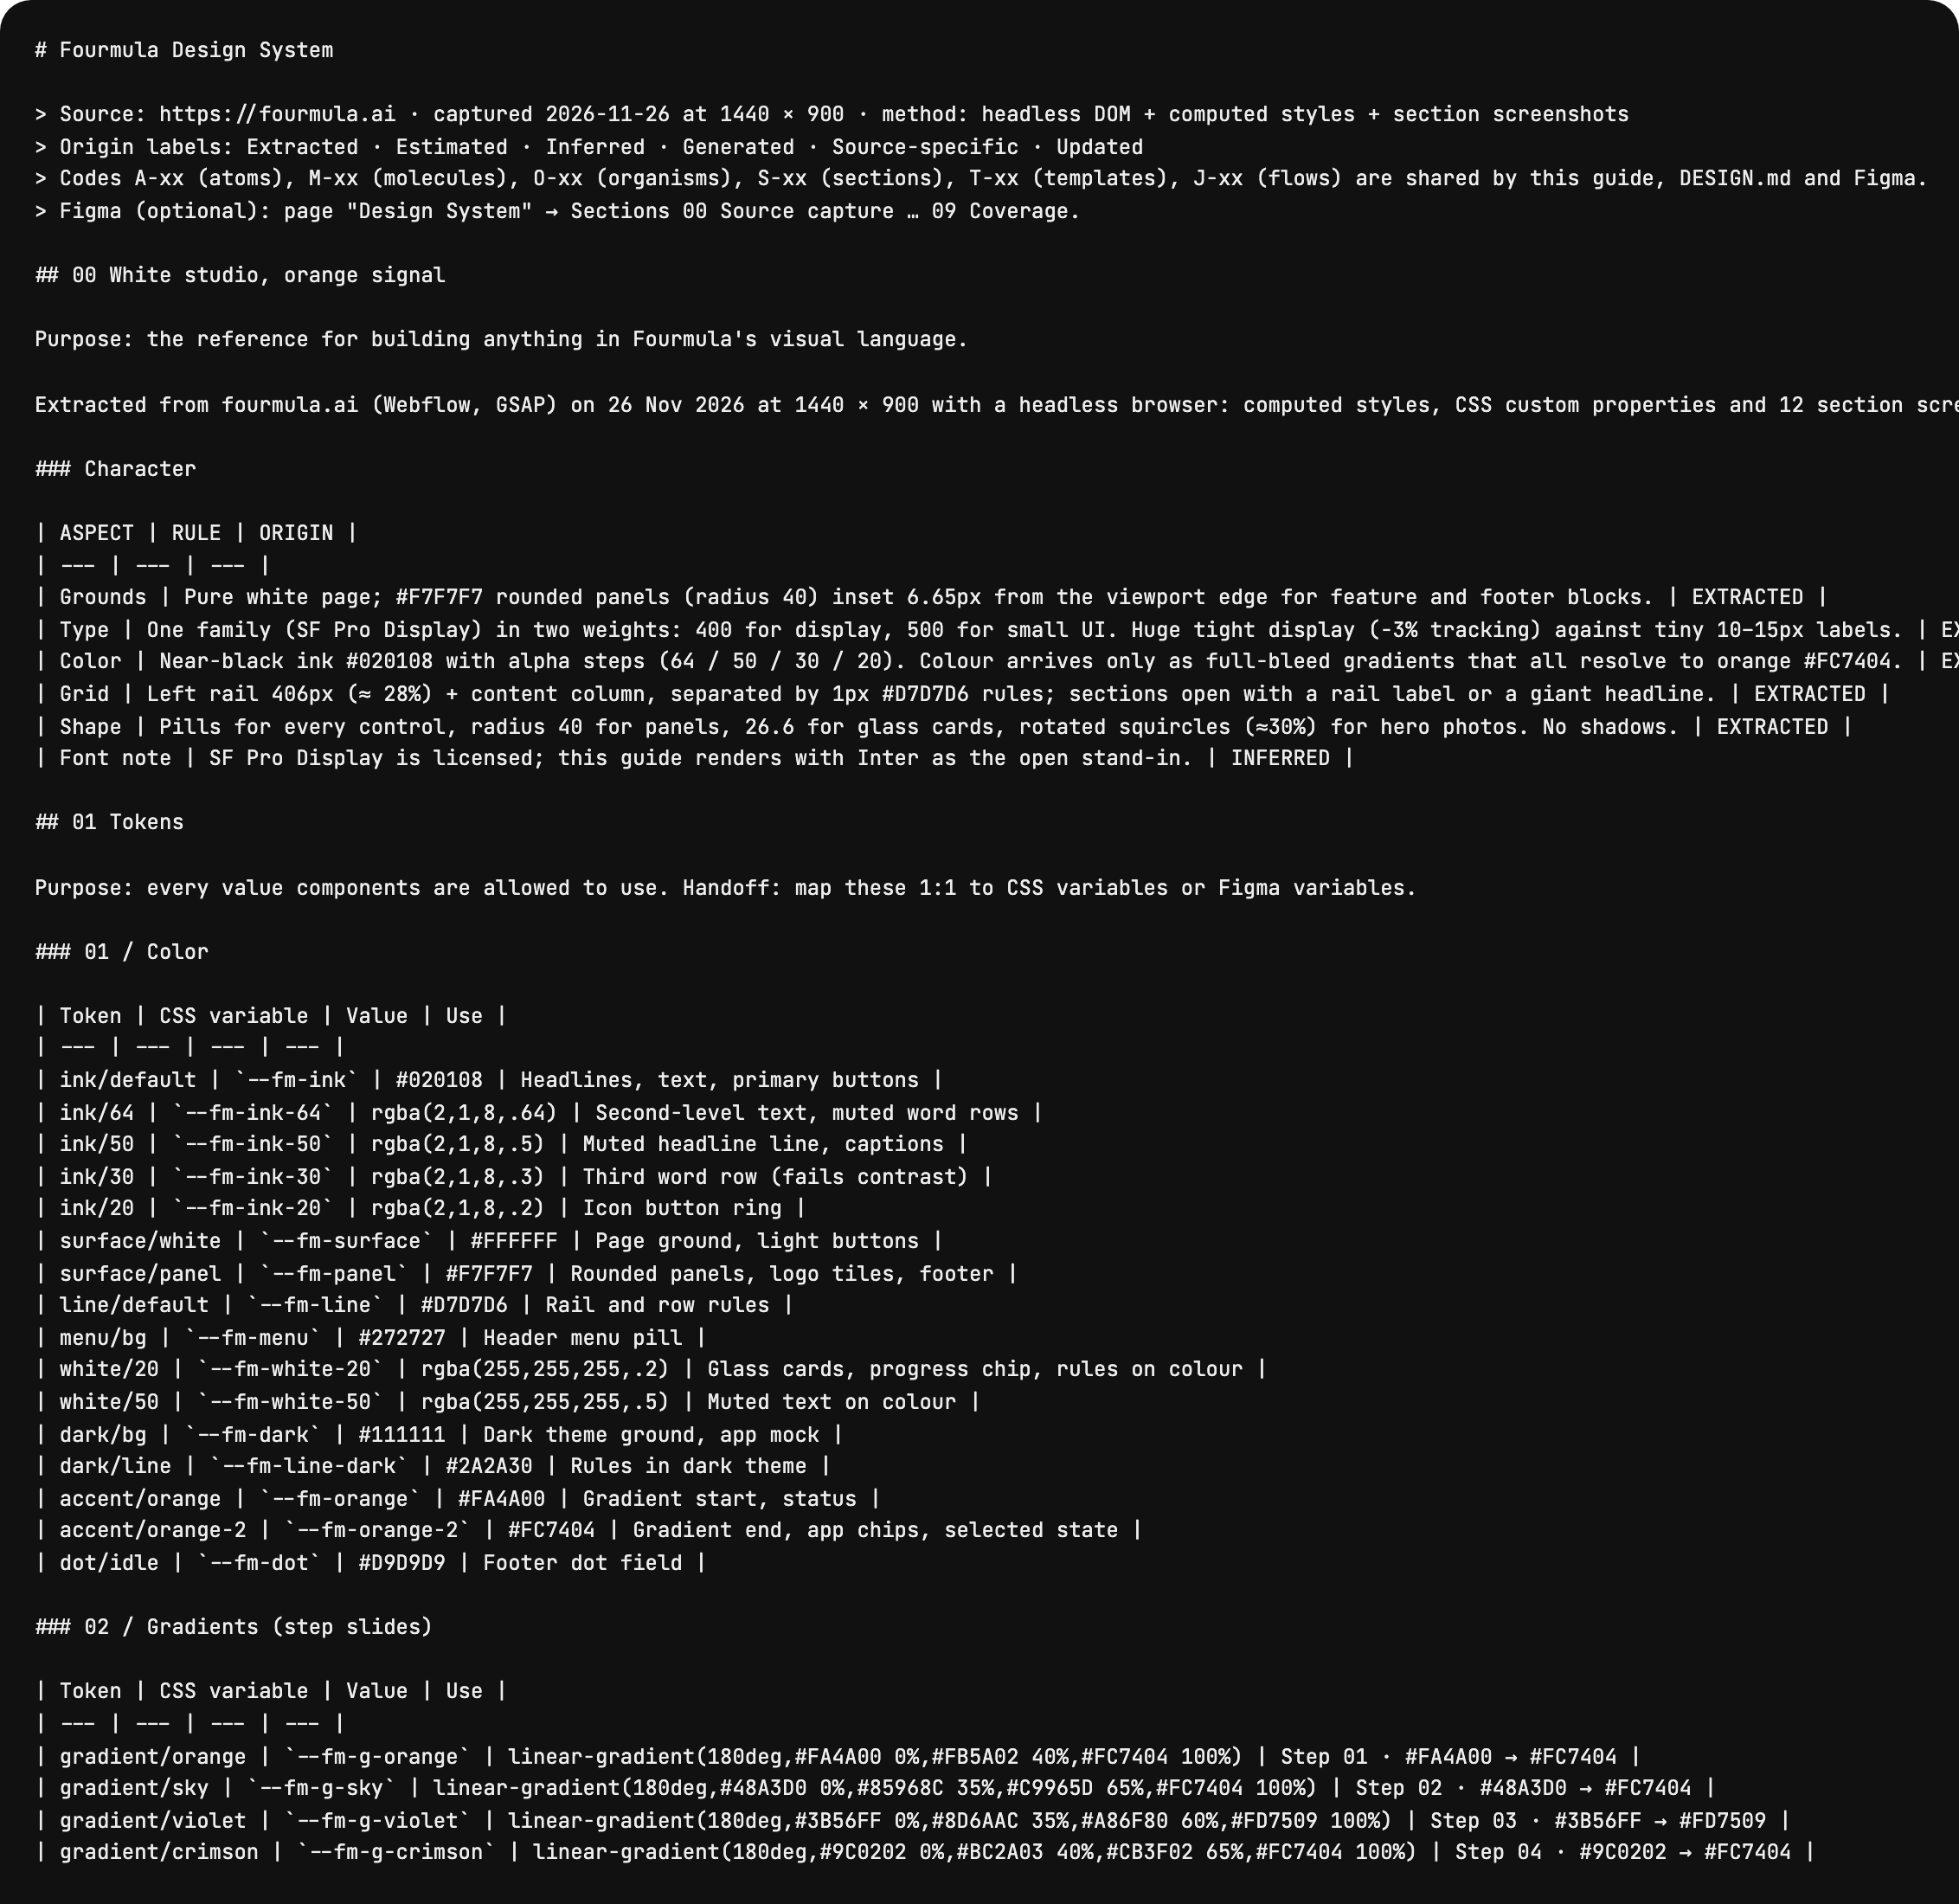 # Fourmula Design System
> Source: https://fourmula.ai · captured 2026-11-26 at 1440 × 900 · method: headless DOM + computed styles + section screenshots
> Origin labels: Extracted · Estimated · Inferred · Generated · Source-specific · Updated
> Codes A-xx (atoms), M-xx (molecules), O-xx (organisms), S-xx (sections), T-xx (templates), J-xx (flows) are shared by this guide, DESIGN.md and Figma.
> Figma (optional): page "Design System" → Sections 00 Source capture … 09 Coverage.
## 00 White studio, orange signal
Purpose: the reference for building anything in Fourmula's visual language.
Extracted from fourmula.ai (Webflow, GSAP) on 26 Nov 2026 at 1440 × 900 with a headless browser: computed styles, CSS custom properties and 12 section
### Character
| ASPECT | RULE | ORIGIN |
| --- | --- | --- |
| Grounds | Pure white page; #F7F7F7 rounded panels (radius 40) inset 6.65px from the viewport edge for feature and footer blocks. | EXTRACTED |
| Type | One family (SF Pro Display) in two weights: 400 for display, 500 for small UI. Huge tight display (-3% tracking) against tiny 10–15px labels. |
| Color | Near-black ink #020108 with alpha steps (64 / 50 / 30 / 20). Colour arrives only as full-bleed gradients that all resolve to orange #FC7404. |
| Grid | Left rail 406px (≈ 28%) + content column, separated by 1px #D7D7D6 rules; sections open with a rail label or a giant headline. | EXTRACTED |
| Shape | Pills for every control, radius 40 for panels, 26.6 for glass cards, rotated squircles (≈30%) for hero photos. No shadows. | EXTRACTED |
| Font note | SF Pro Display is licensed; this guide renders with Inter as the open stand-in. | INFERRED |
## 01 Tokens
Purpose: every value components are allowed to use. Handoff: map these 1:1 to CSS variables or Figma variables.
### 01 / Color
| Token | CSS variable | Value | Use |
| --- | --- | --- | --- |
| ink/default | `--fm-ink` | #020108 | Headlines, text, primary buttons |
| ink/64 | `--fm-ink-64` | rgba(2,1,8,.64) | Second-level text, muted word rows |
| ink/50 | `--fm-ink-50` | rgba(2,1,8,.5) | Muted headline line, captions |
| ink/30 | `--fm-ink-30` | rgba(2,1,8,.3) | Third word row (fails contrast) |
| ink/20 | `--fm-ink-20` | rgba(2,1,8,.2) | Icon button ring |
| surface/white | `--fm-surface` | #FFFFFF | Page ground, light buttons |
| surface/panel | `--fm-panel` | #F7F7F7 | Rounded panels, logo tiles, footer |
| line/default | `--fm-line` | #D7D7D6 | Rail and row rules |
| menu/bg | `--fm-menu` | #272727 | Header menu pill |
| white/20 | `--fm-white-20` | rgba(255,255,255,.2) | Glass cards, progress chip, rules on colour |
| white/50 | `--fm-white-50` | rgba(255,255,255,.5) | Muted text on colour |
| dark/bg | `--fm-dark` | #111111 | Dark theme ground, app mock |
| dark/line | `--fm-line-dark` | #2A2A30 | Rules in dark theme |
| accent/orange | `--fm-orange` | #FA4A00 | Gradient start, status |
| accent/orange-2 | `--fm-orange-2` | #FC7404 | Gradient end, app chips, selected state |
| dot/idle | `--fm-dot` | #D9D9D9 | Footer dot field |
### 02 / Gradients (step slides)
| Token | CSS variable | Value | Use |
| --- | --- | --- | --- |
| gradient/orange | `--fm-g-orange` | linear-gradient(180deg,#FA4A00 0%,#FB5A02 40%,#FC7404 100%) | Step 01 · #FA4A00 → #FC7404 |
| gradient/sky | `--fm-g-sky` | linear-gradient(180deg,#48A3D0 0%,#85968C 35%,#C9965D 65%,#FC7404 100%) | Step 02 · #48A3D0 → #FC7404 |
| gradient/violet | `--fm-g-violet` | linear-gradient(180deg,#3B56FF 0%,#8D6AAC 35%,#A86F80 60%,#FD7509 100%) | Step 03 · #3B56FF → #FD7509 |
| gradient/crimson | `--fm-g-crimson` | linear-gradient(180deg,#9C0202 0%,#BC2A03 40%,#CB3F02 65%,#FC7404 100%) | Step 04 · #9C0202 → #FC7404 |